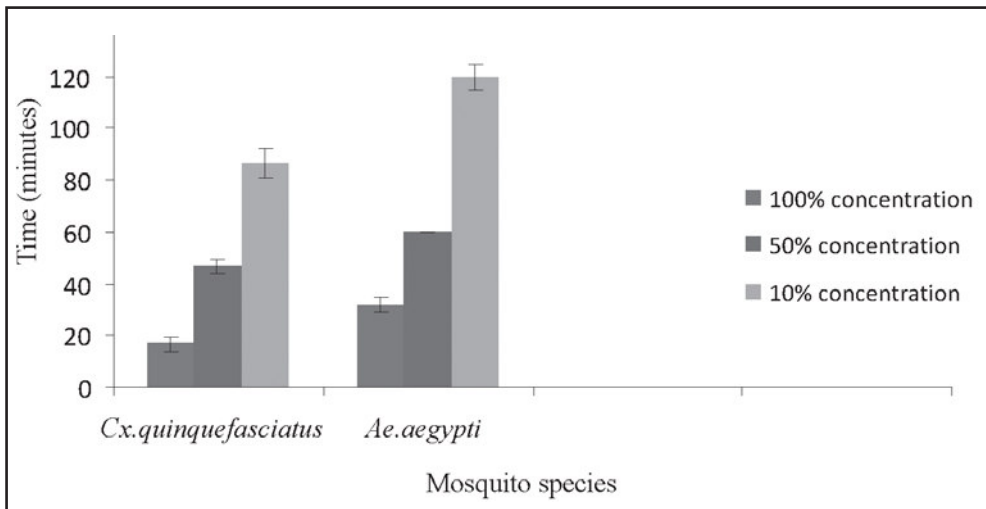 Time (minutes)
120
100
80
60
40
20
0
100% concentration
50% concentration
10% concentration
Cx.quinquefasciatus
Ae.aegypti
Mosquito species